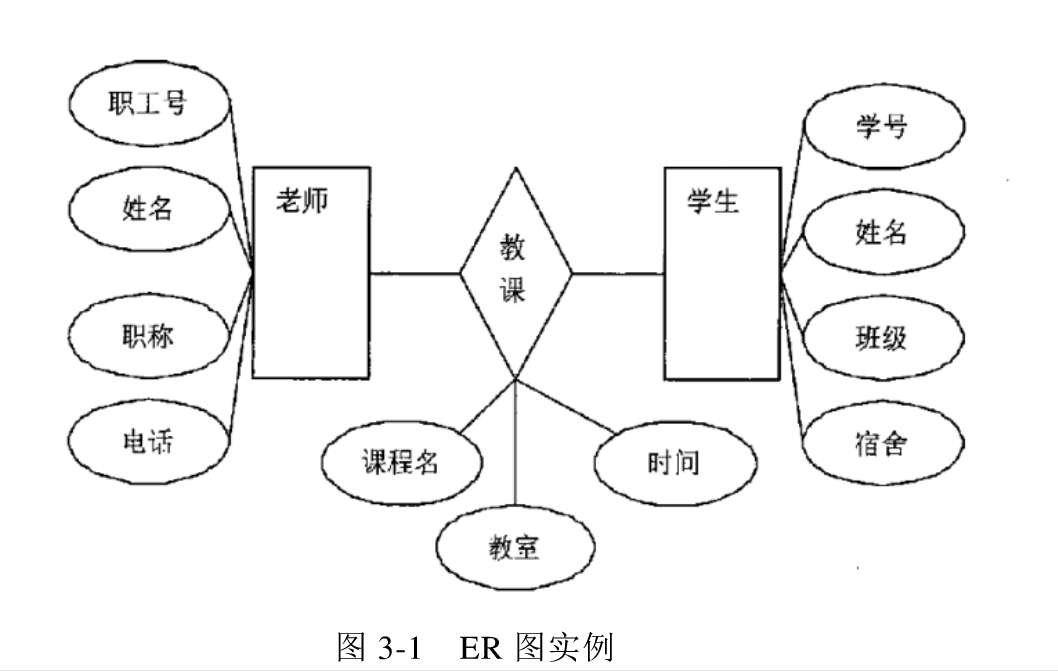 职工号
姓名
职称
电话
老师
教
课
课程名
教室
时间
学生
学号
姓名
班级
宿舍
图 3-1 ER 图实例